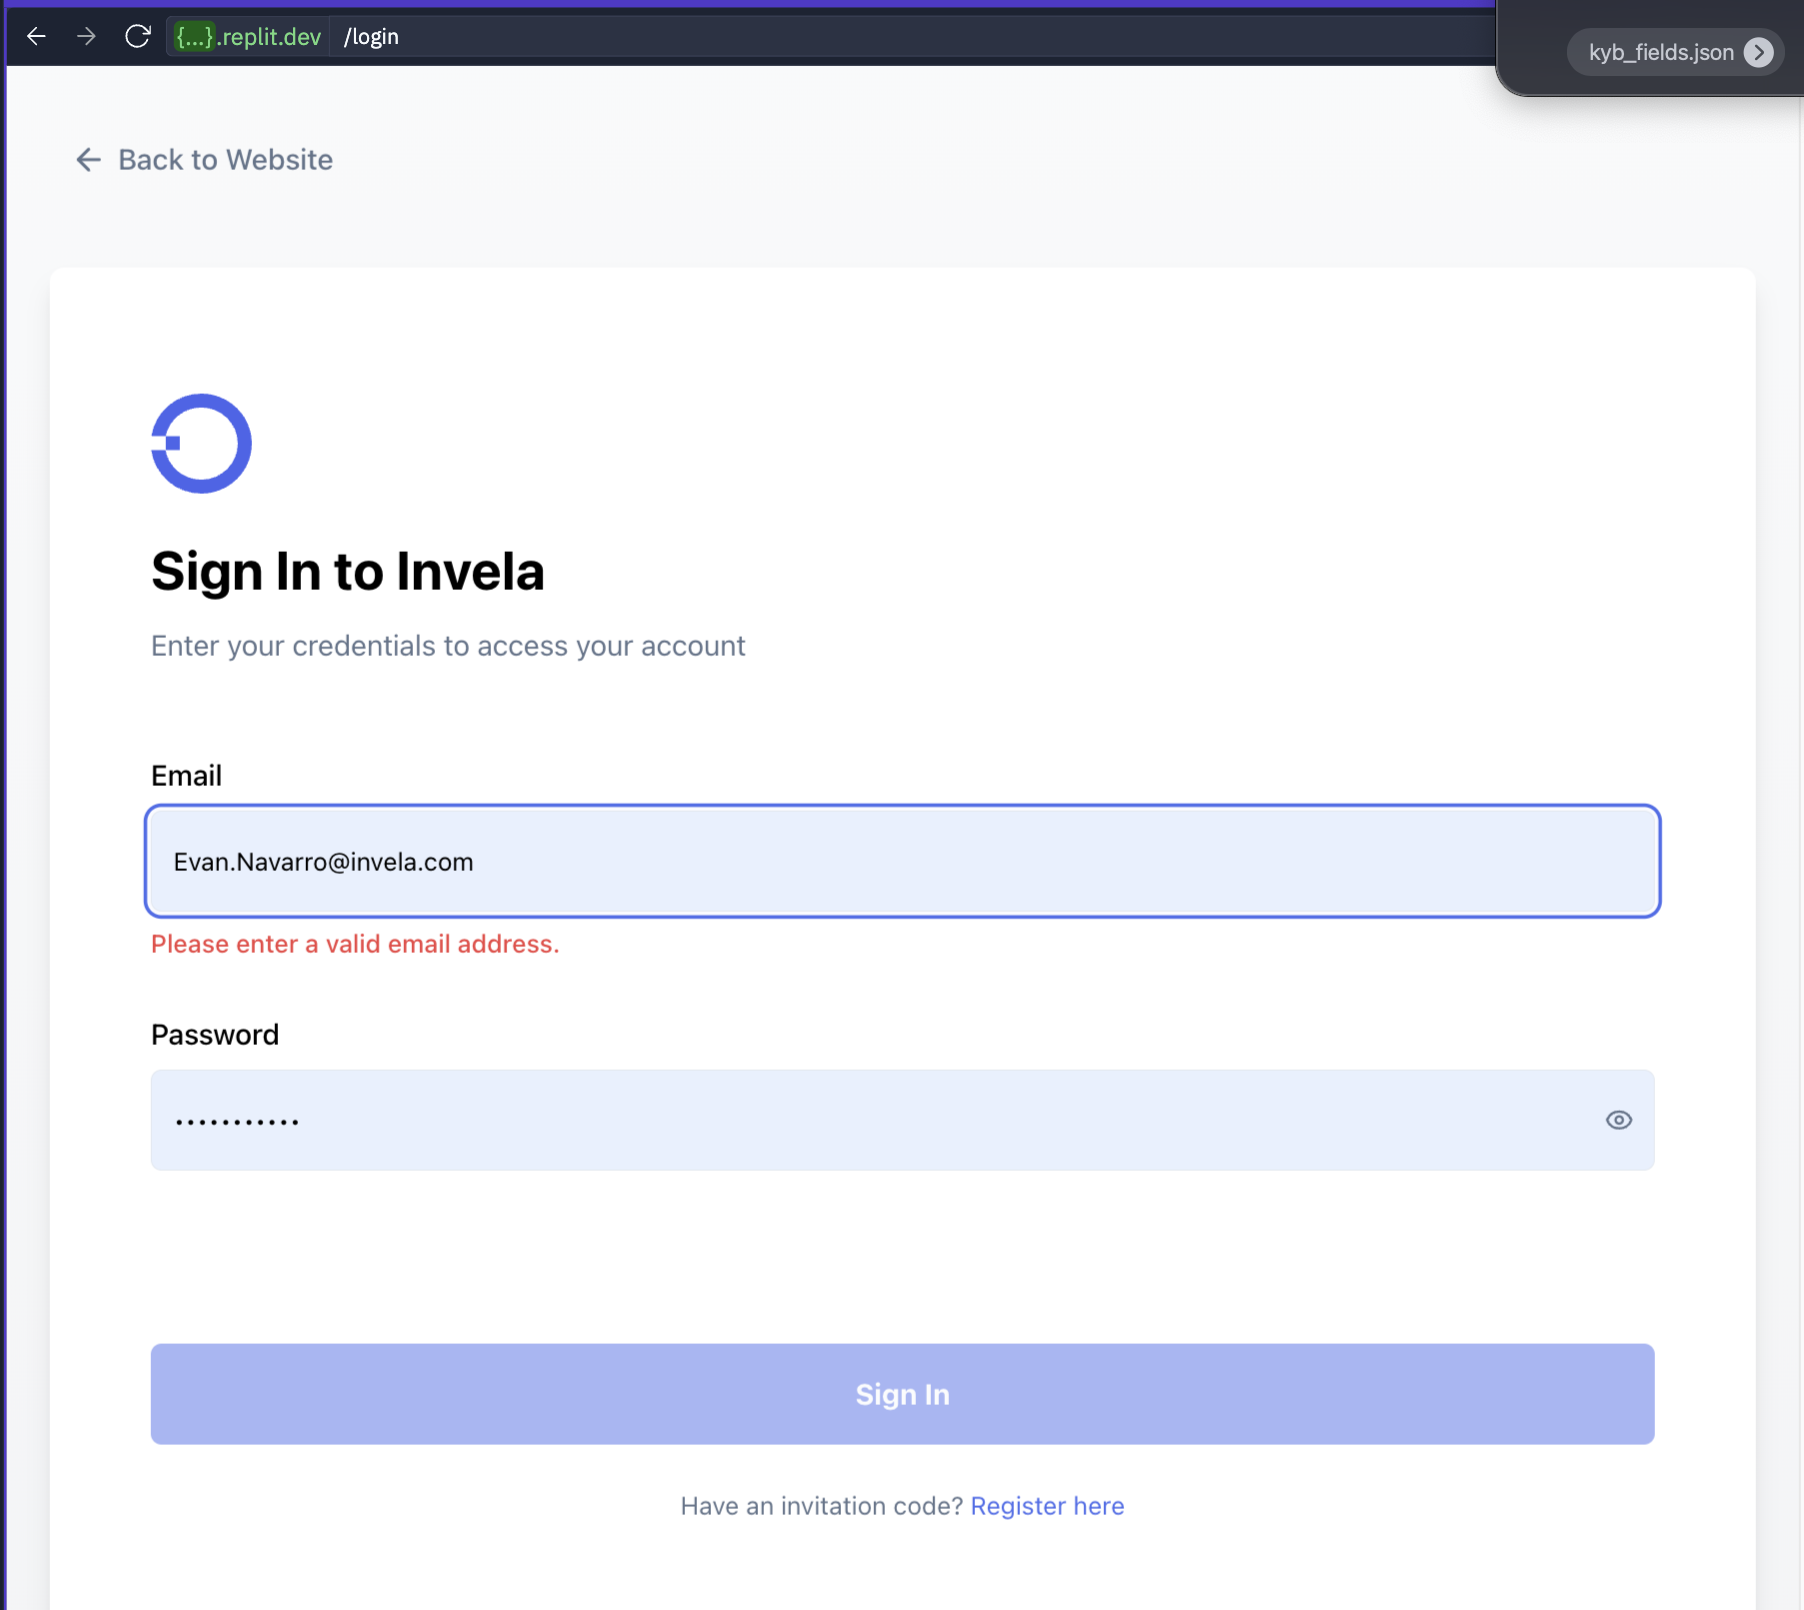 {...}.replit.dev /login
kyb_fields.json
Back to Website
Sign In to Invela
Enter your credentials to access your account
Email
Evan.Navarro@invela.com
Please enter a valid email address.
Password
•••••••••••
Sign In
Have an invitation code? Register here